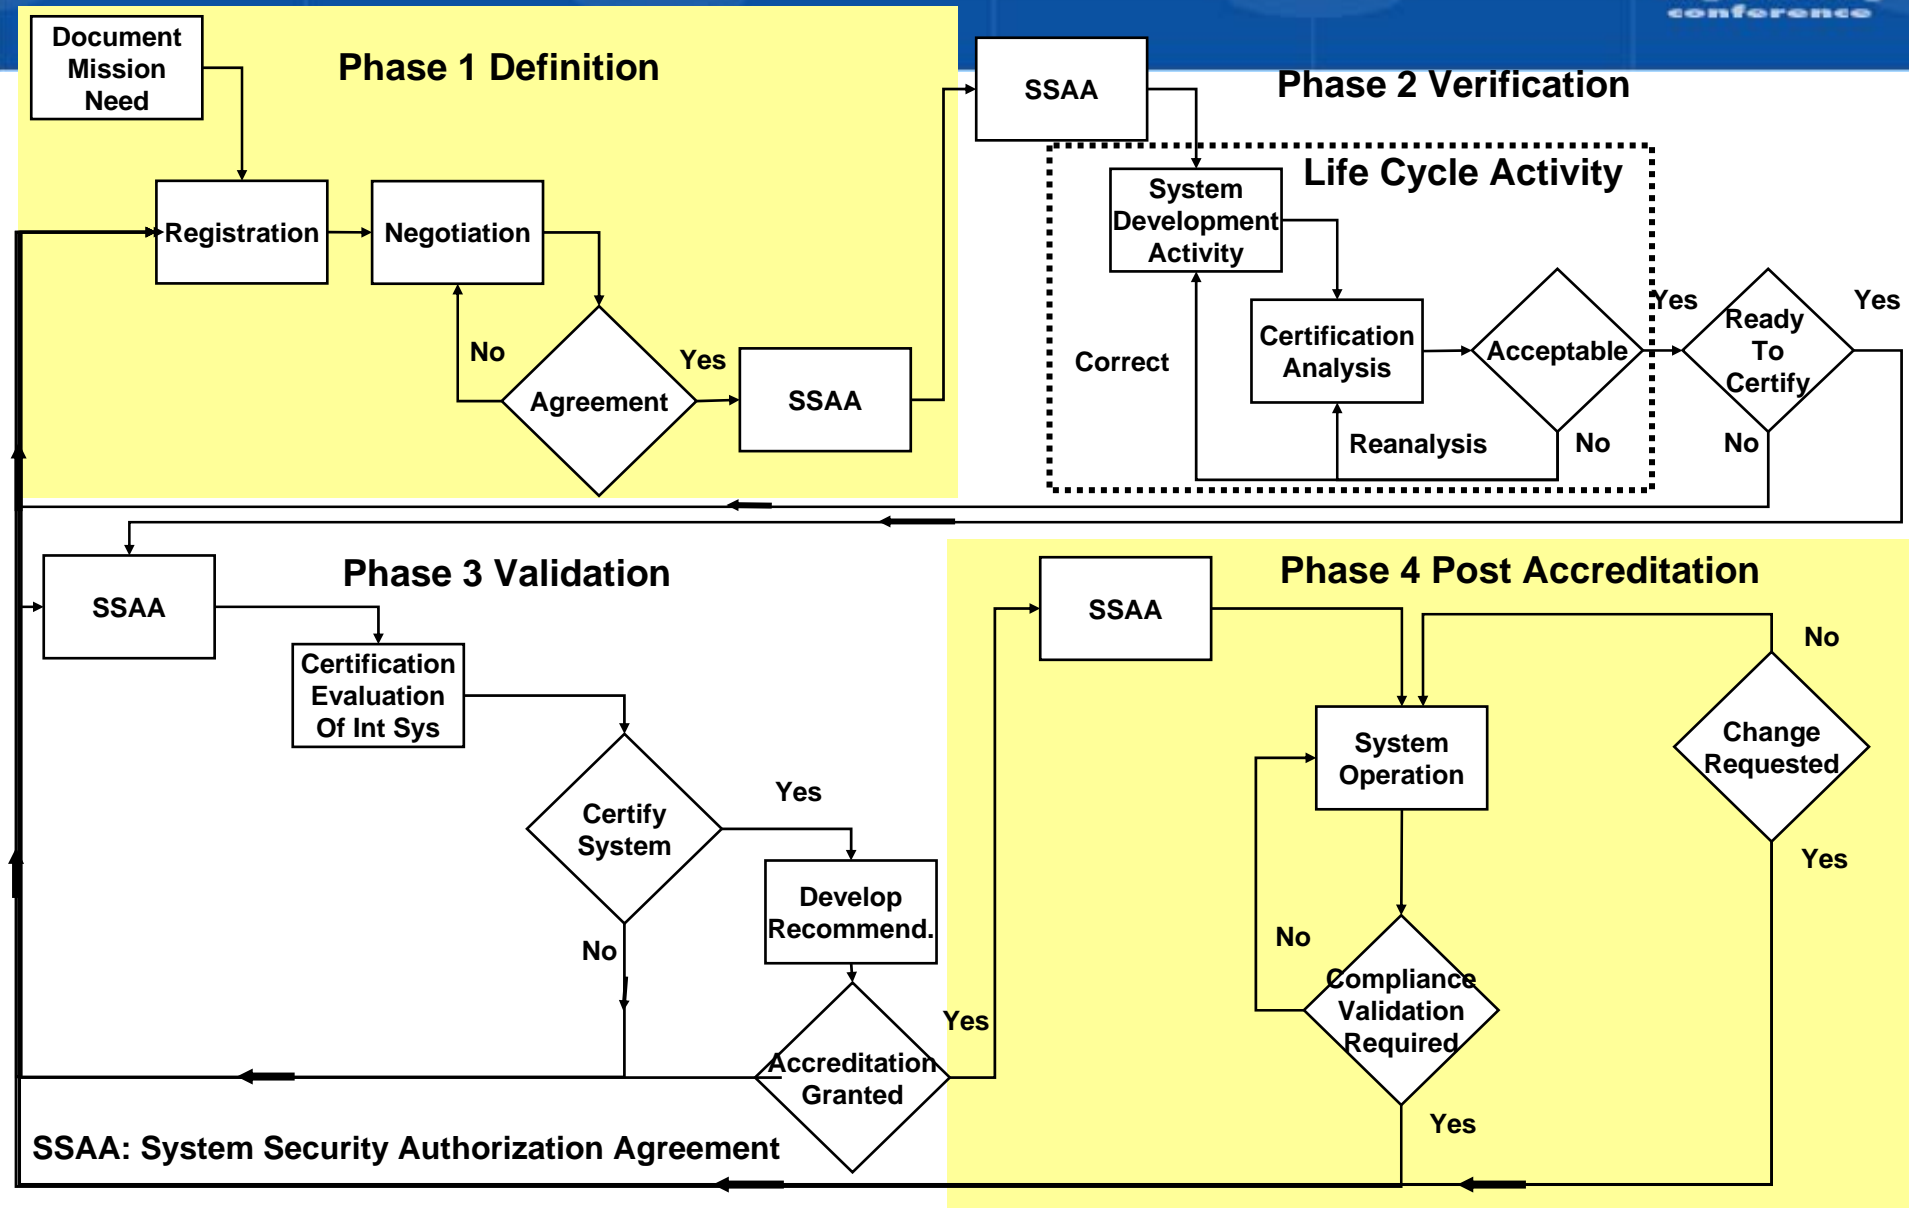 conference
Document
Mission
Need
Phase 1 Definition
Registration
Negotiation
No
Agreement
Yes
SSAA
SSAA
Phase 2 Verification
Life Cycle Activity
System
Development
Activity
Certification
Analysis
Acceptable
Correct
Reanalysis
No
Yes
Ready
To
Certify
Yes
No
Phase 3 Validation
SSAA
Certification
Evaluation
Of Int Sys
Certify
System
Yes
No
Develop
Recommend.
Accreditation
Granted
Yes
SSAA: System Security Authorization Agreement
Phase 4 Post Accreditation
SSAA
System
Operation
No
Compliance
Validation
Required
Yes
No
Change
Requested
Yes